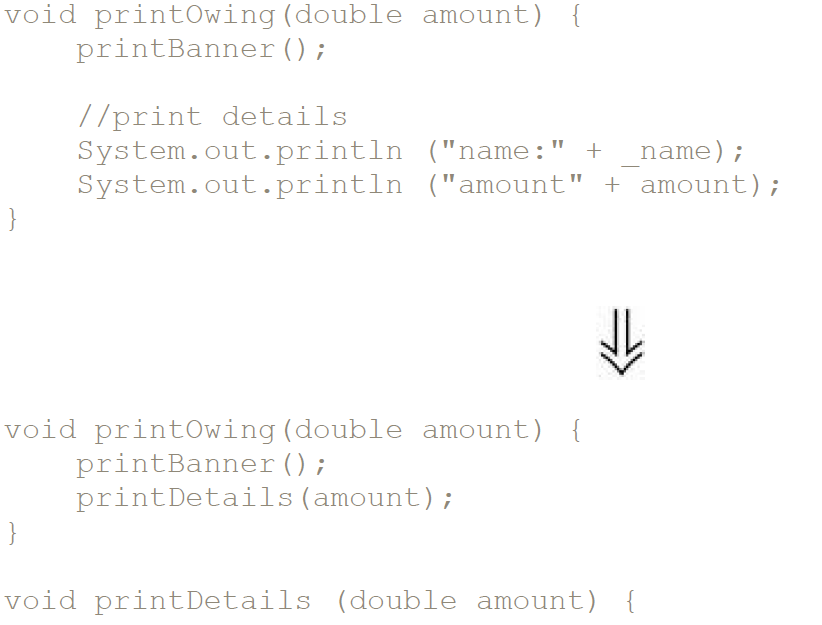 void printOwing(double amount) {
    printBanner();

    //print details
    System.out.println ("name:" + _name);
    System.out.println ("amount" + amount);
}

void printOwing(double amount) {
    printBanner();
    printDetails(amount);
}

void printDetails (double amount) {